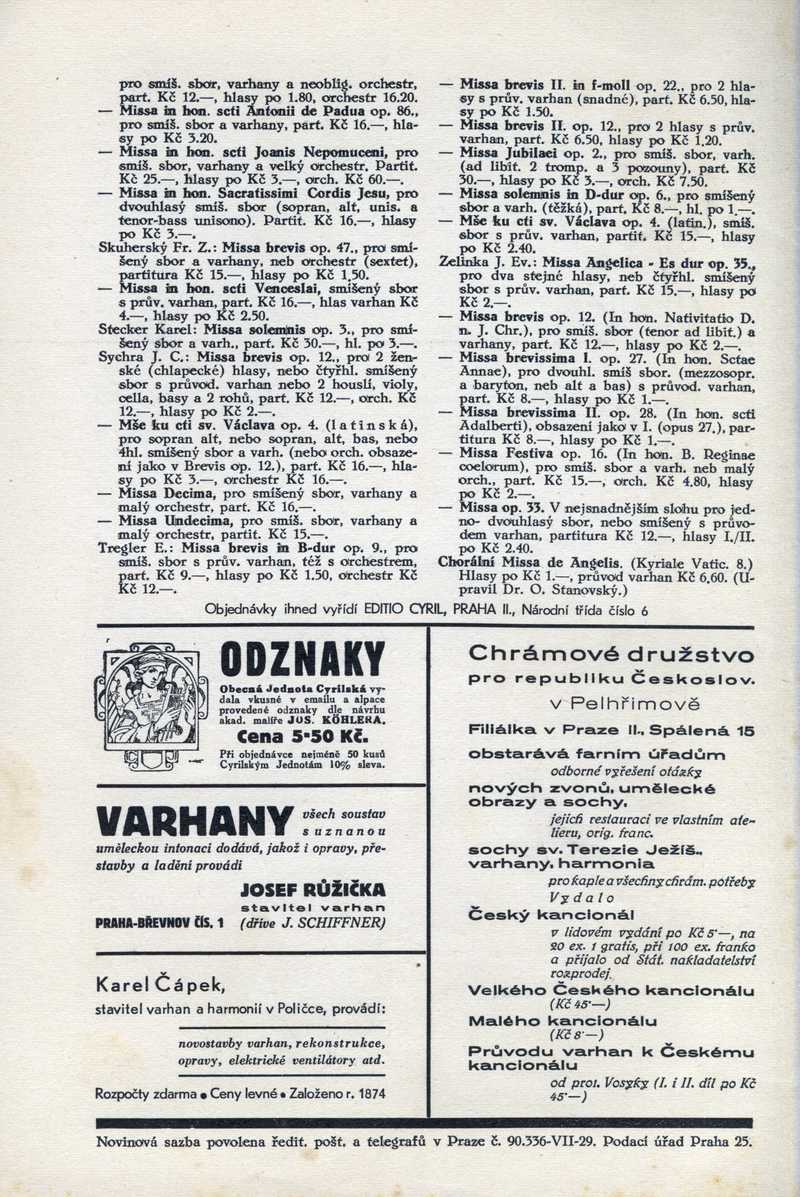 pro smíš. sbor, varhany a neoblig. orchestr,
part. Kč 12.—, hlasy po 1.80, orchestr 16.20.
— Missa in hon. scti Antonii de Padua op. 86.,
pro smíš. sbor a varhany, part. Kč 16.—, hla-
sy po Kč 3.20.
— Missa in hon. scti Joanis Nepomuceni, pro
smíš. sbor, varhany a velký orchestr. Partit.
Kč 25.—, hlasy po Kč 3.—, orch. Kč 60.—.
— Missa in hon. Sacratissimi Cordis Jesu, pro
dvouhlasý smíš. sbor (sopran, alt, unis. a
tenor-bass unisono). Partit. Kč 16.—, hlasy
po Kč 3.—.
Skuherský Fr. Z.: Missa brevis op. 47., pro smí-
šený sbor a varhany, neb orchestr (sextet),
partitura Kč 15.—, hlasy po Kč 1.50.
— Missa in hon. scti Venceslai, smíšený sbor
s prův. varhan, part. Kč 16.—, hlas varhan Kč
4.—, hlasy po Kč 2.50.
Stecker Karel: Missa solemnis op. 3., pro smí-
šený sbor a varh., part. Kč 30.—, hl. po 3.—.
Sychra J. C.: Missa brevis op. 12., pro 2 žen-
ské (chlapecké) hlasy, nebo čtyřhl. smíšený
sbor s průvod. varhan nebo 2 houslí, violy,
cella, basy a 2 rohů, part. Kč 12.—, orch. Kč
12.—, hlasy po Kč 2.—.
— Mše ku cti sv. Václava op. 4. (latinská),
pro sopran alt, nebo sopran, alt, bas, nebo
4hl. smíšený sbor a varh. (nebo orch. obsaze-
ní jako v Brevis op. 12.), part. Kč 16.—, hla-
sy po Kč 3.—, orchestr Kč 16.—.
— Missa Decima, pro smíšený sbor, varhany a
malý orchestr, part. Kč 16.—.
— Missa Undecima, pro smíš. sbor, varhany a
malý orchestr, partit. Kč 15.—.
Tregler E.: Missa brevis in B-dur op. 9., pro
smíš. sbor s prův. varhan, též s orchestrem,
part. Kč 9.—, hlasy po Kč 1.50, orchestr Kč
Kč 12.—.
— Missa brevis II. in f-moll op. 22., pro 2 hla-
sy s prův. varhan (snadné), part. Kč 6.50, hla-
sy po Kč 1.50.
— Missa brevis II. op. 12., pro 2 hlasy s prův.
varhan, part. Kč 6.50, hlasy po Kč 1.20.
— Missa Jubilaei op. 2., pro smíš. sbor, varh.
(ad libit. 2 tromp. a 3 pozouny), part. Kč
30.—, hlasy po Kč 3.—, orch. Kč 7.50.
— Missa solemnis in D-dur op. 6., pro smíšený
sbor a varh. (těžká), part. Kč 8.—, hl. po 1.—.
— Mše ku cti sv. Václava op. 4. (latin.), smíš.
sbor s prův. varhan, partit. Kč 15.—, hlasy
po Kč 2.40.
Zelinka J. Ev.: Missa Angelica - Es dur op. 35.,
pro dva stejné hlasy, neb čtyřhl. smíšený
sbor s prův. varhan, part. Kč 15.—, hlasy po
Kč 2.—.
— Missa brevis op. 12. (In hon. Nativitatio D.
n. J. Chr.), pro smíš. sbor (tenor ad libit.) a
varhany, part. Kč 12.—, hlasy po Kč 2.—.
— Missa brevissima I. op. 27. (In hon. Sctae
Annae), pro dvouhl. smíš sbor. (mezzosopr.
a baryton, neb alt a bas) s průvod. varhan,
part. Kč 8.—, hlasy po Kč 1.—.
— Missa brevissima II. op. 28. (In hon. scti
Adalberti), obsazení jako v I. (opus 27.), par-
titura Kč 8.—, hlasy po Kč 1.—.
— Missa Festiva op. 16. (In hon. B. Reginae
coelorum), pro smíš. sbor a varh. neb malý
orch., part. Kč 15.—, orch. Kč 4.80, hlasy
po Kč 2.—.
— Missa op. 33. V nejsnadnějším slohu pro jed-
no- dvouhlasý sbor, nebo smíšený s průvo-
dem varhan, partitura Kč 12.—, hlasy I./II.
po Kč 2.40.
Chorální Missa de Angelis. (Kyriale Vatic. 8.)
Hlasy po Kč 1.—, průvod varhan Kč 6.60. (U-
pravil Dr. O. Stanovský.)
Objednávky ihned vyřídí EDITIO CYRIL, PRAHA II., Národní třída číslo 6
ODZNAKY
Obecná Jednota Cyrilská vy-
dala vkusné v emailu a alpace
provedené odznaky dle návrhu
akad. malíře JOS. KÖHLERA.
Cena 5·50 Kč.
Při objednávce nejméně 50 kusů
Cyrilským Jednotám 10% sleva.
VARHANY všech soustav
s uznanou
uměleckou intonaci dodává, jakož i opravy, pře-
stavby a ladění provádí
JOSEF RŮŽIČKA
stavitel varhan
PRAHA-BŘEVNOV ČÍS. 1 (dříve J. SCHIFFNER)
Karel Čápek,
stavitel varhan a harmonií v Poličce, provádí:
novostavby varhan, rekonstrukce,
opravy, elektrické ventilátory atd.
Rozpočty zdarma • Ceny levné • Založeno r. 1874
Chrámové družstvo
pro republiku Českoslov.
v Pelhřimově
Filiálka v Praze II., Spálená 15
obstarává farním úřadům
odborné vyřešení otázky
nových zvonů, umělecké
obrazy a sochy,
jejich restauraci ve vlastním ate-
lieru, orig. franc.
sochy sv. Terezie Ježíš.,
varhany, harmonia
pro kaple a všechny chrám. potřeby
Vydalo
Český kancionál
v lidovém vydání po Kč 5·—, na
20 ex. 1 gratis, při 100 ex. franko
a přijalo od Stát. nakladatelství
rozprodej.
Velkého Českého kancionálu
(Kč 45·—)
Malého kancionálu
(Kč 8·—)
Průvodu varhan k Českému
kancionálu
od prof. Vosyky (I. i II. díl po Kč
45·—)
Novinová sazba povolena ředit. pošt. a telegrafů v Praze č. 90.336-VII-29. Podací úřad Praha 25.